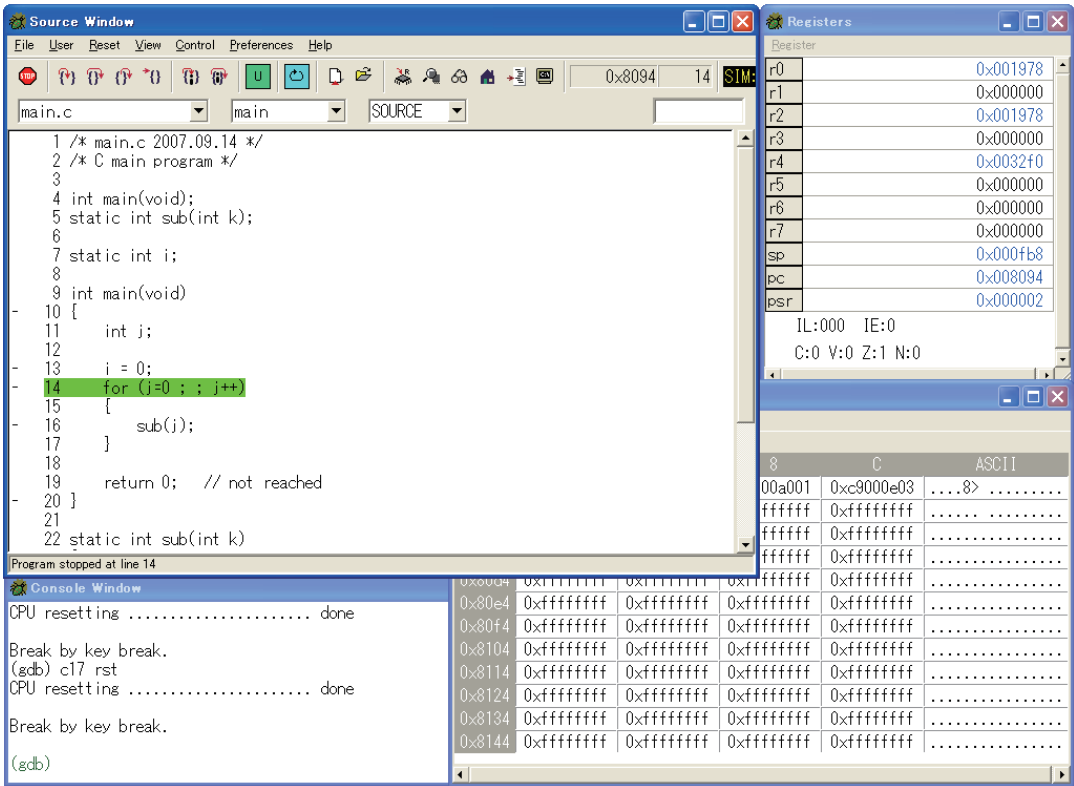 Source Window
File User Reset View Control Preferences Help
STOP U 0x8094 14 SIM:
main.c main SOURCE
1 /* main.c 2007.09.14 */
2 /* C main program */
3
4 int main(void);
5 static int sub(int k);
6
7 static int i;
8
9 int main(void)
- 10 {
11 int j;
12
- 13 i = 0;
- 14 for (j=0 ; ; j++)
15 {
- 16 sub(j);
17 }
18
19 return 0; // not reached
- 20 }
21
22 static int sub(int k)
Program stopped at line 14
Registers
Register
r0 0x001978
r1 0x000000
r2 0x001978
r3 0x000000
r4 0x0032f0
r5 0x000000
r6 0x000000
r7 0x000000
sp 0x000fb8
pc 0x008094
psr 0x000002
IL:000 IE:0
C:0 V:0 Z:1 N:0
Console Window
CPU resetting ...................... done
Break by key break.
(gdb) c17 rst
CPU resetting ...................... done
Break by key break.
(gdb)
8 C ASCII
00a001 0xc9000e03 ....8> .........
ffffff 0xffffffff ...... .........
ffffff 0xffffffff ................
ffffff 0xffffffff ................
0x80d4 0xffffffff 0xffffffff 0xffffffff 0xffffffff ................
0x80e4 0xffffffff 0xffffffff 0xffffffff 0xffffffff ................
0x80f4 0xffffffff 0xffffffff 0xffffffff 0xffffffff ................
0x8104 0xffffffff 0xffffffff 0xffffffff 0xffffffff ................
0x8114 0xffffffff 0xffffffff 0xffffffff 0xffffffff ................
0x8124 0xffffffff 0xffffffff 0xffffffff 0xffffffff ................
0x8134 0xffffffff 0xffffffff 0xffffffff 0xffffffff ................
0x8144 0xffffffff 0xffffffff 0xffffffff 0xffffffff ................